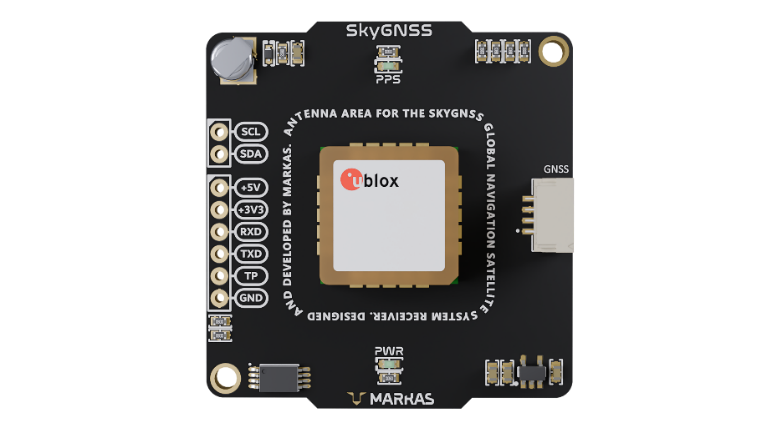 SkyGNSS
PPS
SCL
SDA
+5V
+3V3
RXD
TXD
TP
GND
ANTENNA AREA FOR THE SKYGNSS GLOBAL NAVIGATION SATELLITE SYSTEM RECEIVER. DESIGNED AND DEVELOPED BY MARKAS.
ublox
GNSS
PWR
MARKAS